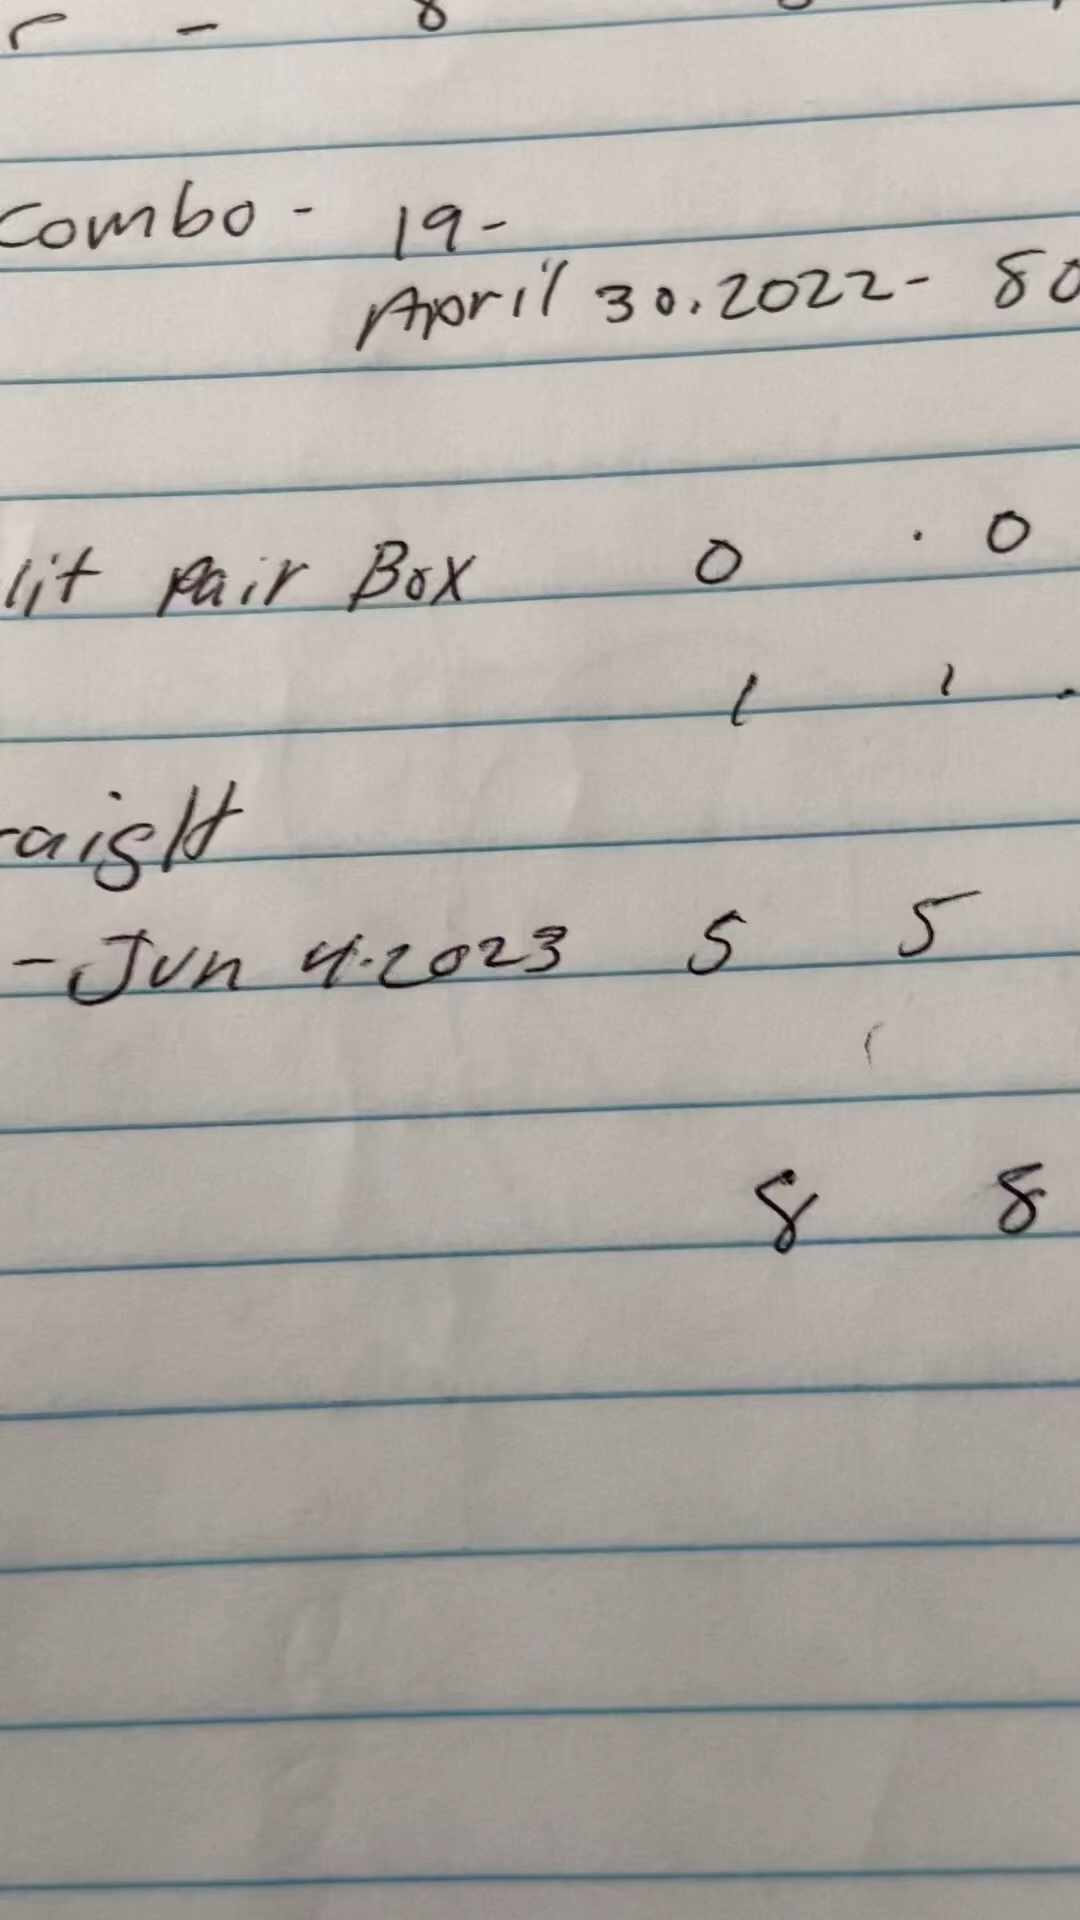 r - 8
Combo - 19-
April 30.2022- 80
lit Pair Box 0 . 0
1 1 .
raight
- Jun 4.2023 5 5
8 8